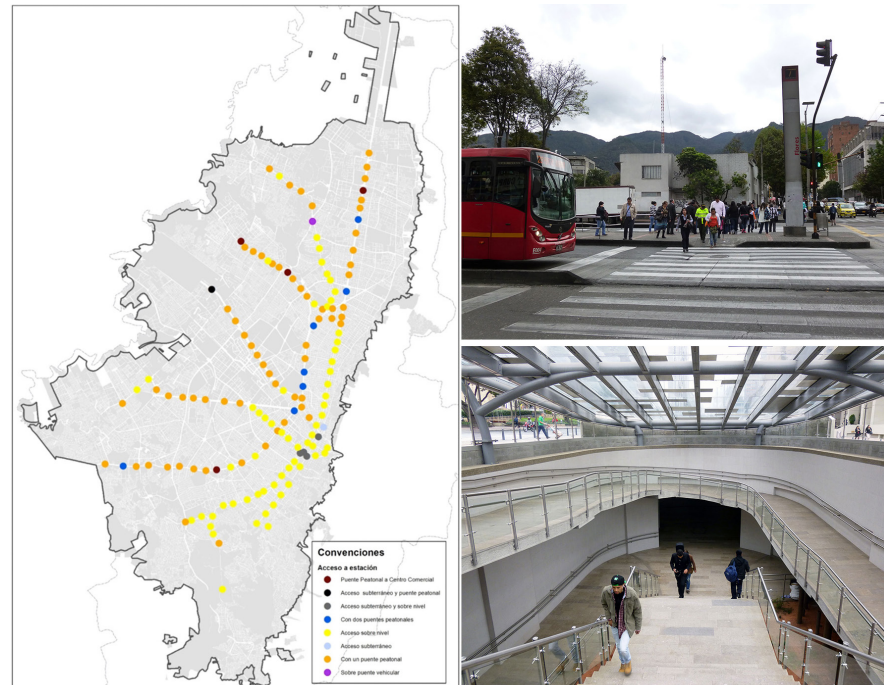 Convenciones
Acceso a estación
Puente Peatonal a Centro Comercial
Acceso subterráneo y puente peatonal
Acceso subterráneo y sobre nivel
Con dos puentes peatonales
Acceso sobre nivel
Acceso subterráneo
Con un puente peatonal
Sobre puente vehicular